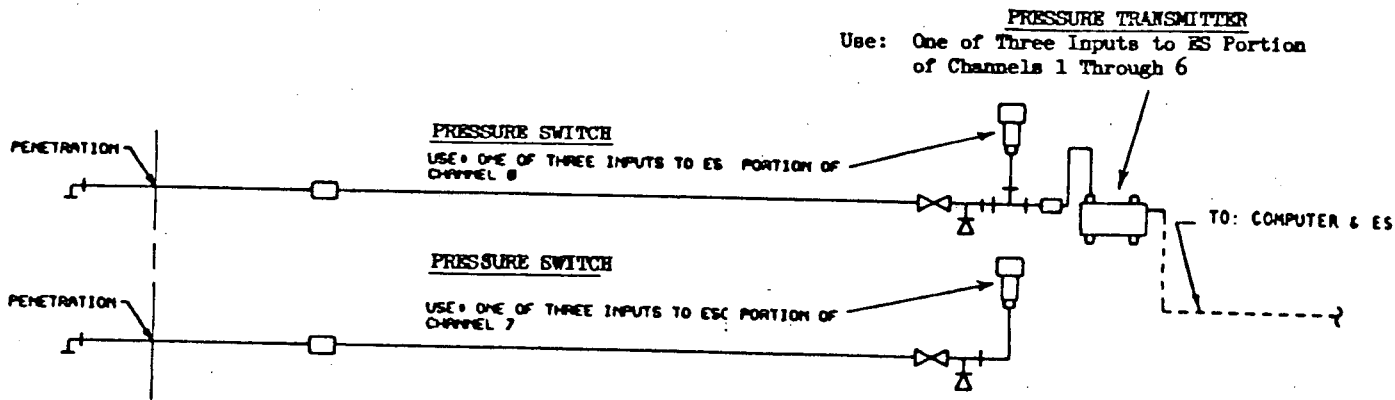 PRESSURE TRANSMITTER
Use: One of Three Inputs to ES Portion
of Channels 1 Through 6
PRESSURE SWITCH
USE: ONE OF THREE INPUTS TO ES PORTION OF
CHANNEL 8
PENETRATION
TO: COMPUTER & ES
PRESSURE SWITCH
USE: ONE OF THREE INPUTS TO ESC PORTION OF
CHANNEL 7
PENETRATION